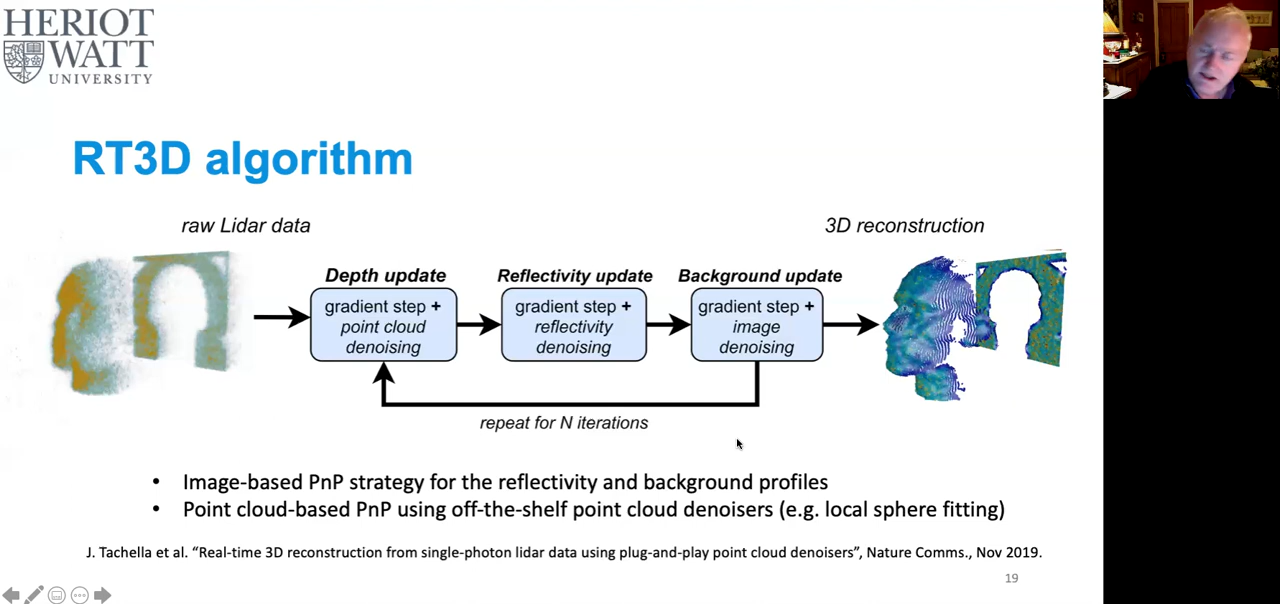 HERIOT
WATT
UNIVERSITY
RT3D algorithm
raw Lidar data
3D reconstruction
Depth update
gradient step +
point cloud
denoising
Reflectivity update
gradient step +
reflectivity
denoising
Background update
gradient step +
image
denoising
repeat for N iterations
• Image-based PnP strategy for the reflectivity and background profiles
• Point cloud-based PnP using off-the-shelf point cloud denoisers (e.g. local sphere fitting)
J. Tachella et al. “Real-time 3D reconstruction from single-photon lidar data using plug-and-play point cloud denoisers”, Nature Comms., Nov 2019.
19